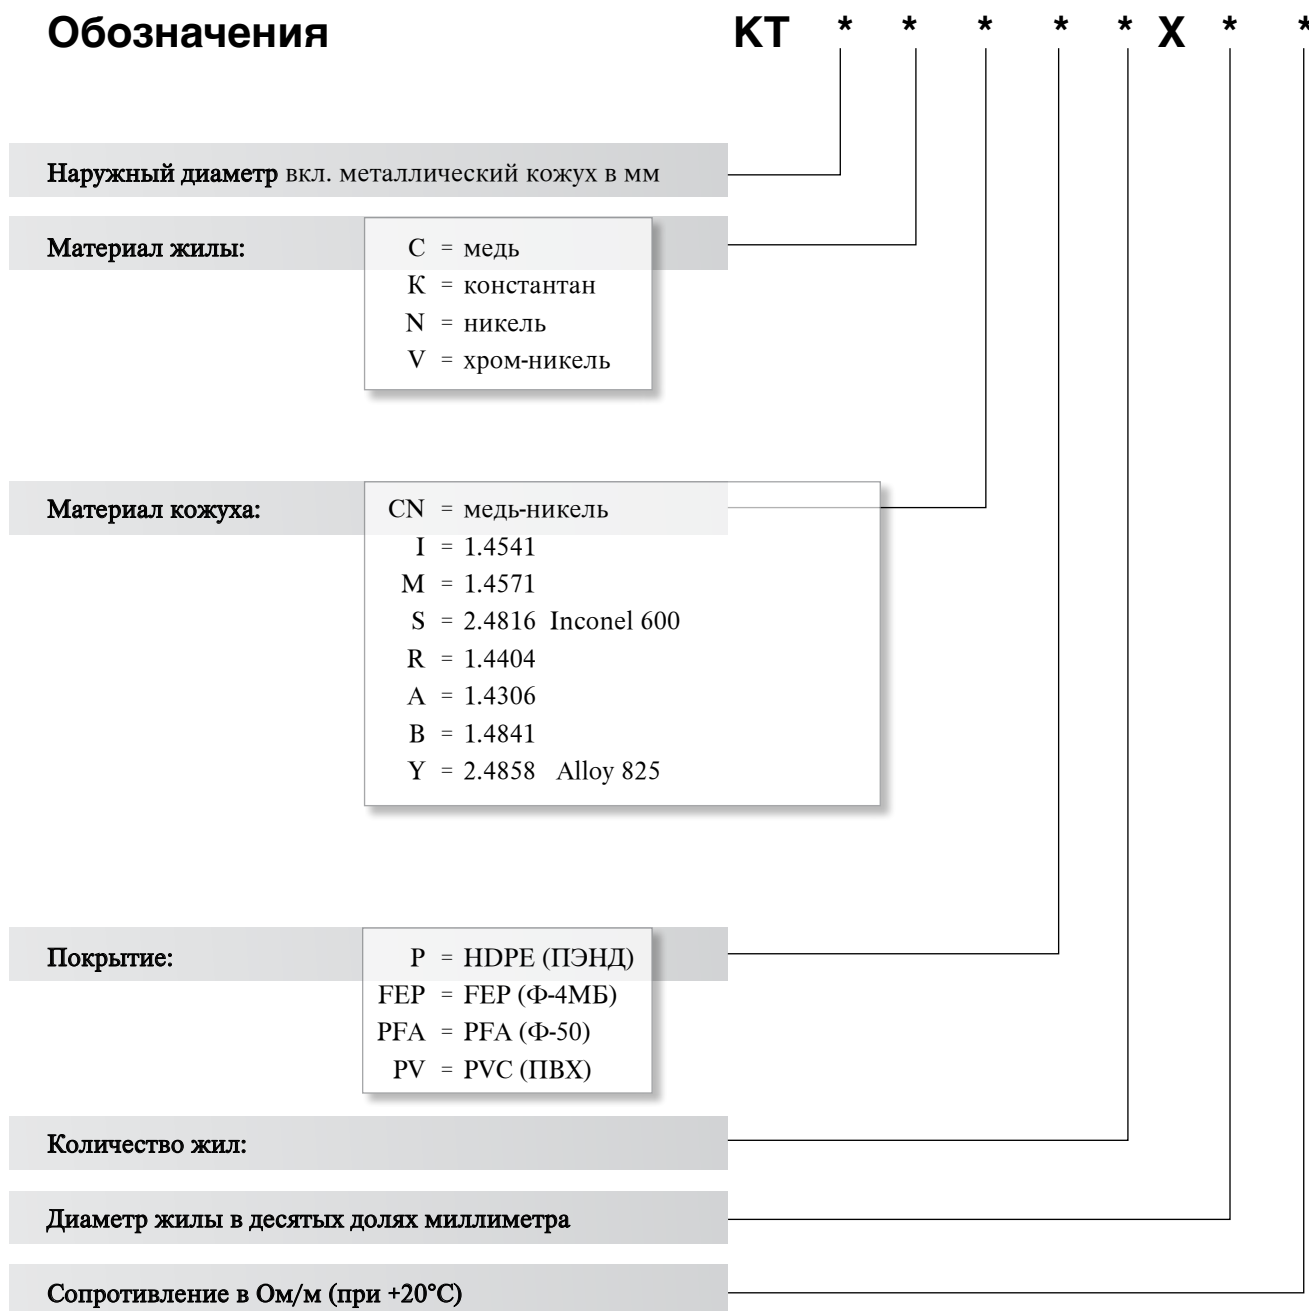 Обозначения KT * * * * * X * *
Наружный диаметр вкл. металлический кожух в мм
Материал жилы: C = медь
К = константан
N = никель
V = хром-никель
Материал кожуха: CN = медь-никель
I = 1.4541
M = 1.4571
S = 2.4816 Inconel 600
R = 1.4404
A = 1.4306
B = 1.4841
Y = 2.4858 Alloy 825
Покрытие: P = HDPE (ПЭНД)
FEP = FEP (Ф-4МБ)
PFA = PFA (Ф-50)
PV = PVC (ПВХ)
Количество жил:
Диаметр жилы в десятых долях миллиметра
Сопротивление в Ом/м (при +20°C)